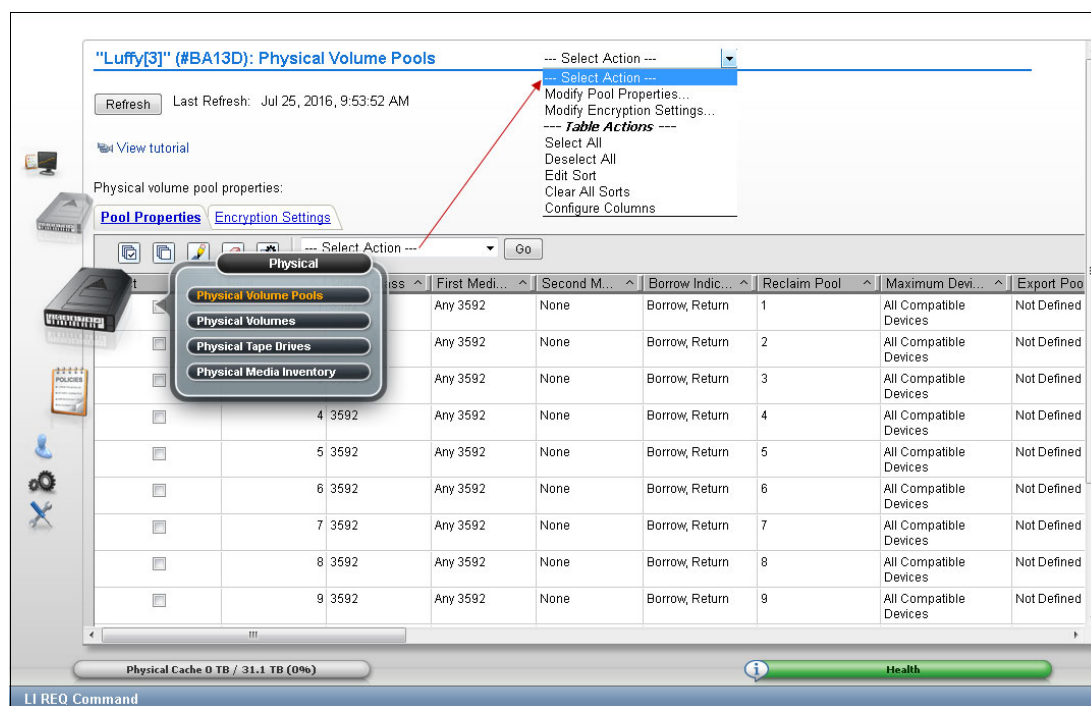 "Luffy[3]" (#BA13D): Physical Volume Pools
--- Select Action ---
--- Select Action ---
Modify Pool Properties...
Modify Encryption Settings...
--- Table Actions ---
Select All
Deselect All
Edit Sort
Clear All Sorts
Configure Columns
Refresh Last Refresh: Jul 25, 2016, 9:53:52 AM
View tutorial
Physical volume pool properties:
Pool Properties Encryption Settings
--- Select Action --- Go
Physical
Physical Volume Pools
Physical Volumes
Physical Tape Drives
Physical Media Inventory
POLICIES
First Medi... Second M... Borrow Indic... Reclaim Pool Maximum Devi... Export Poo
Any 3592 None Borrow, Return 1 All Compatible Devices Not Defined
Any 3592 None Borrow, Return 2 All Compatible Devices Not Defined
Any 3592 None Borrow, Return 3 All Compatible Devices Not Defined
4 3592 Any 3592 None Borrow, Return 4 All Compatible Devices Not Defined
5 3592 Any 3592 None Borrow, Return 5 All Compatible Devices Not Defined
6 3592 Any 3592 None Borrow, Return 6 All Compatible Devices Not Defined
7 3592 Any 3592 None Borrow, Return 7 All Compatible Devices Not Defined
8 3592 Any 3592 None Borrow, Return 8 All Compatible Devices Not Defined
9 3592 Any 3592 None Borrow, Return 9 All Compatible Devices Not Defined
Physical Cache 0 TB / 31.1 TB (0%)
Health
LI REQ Command